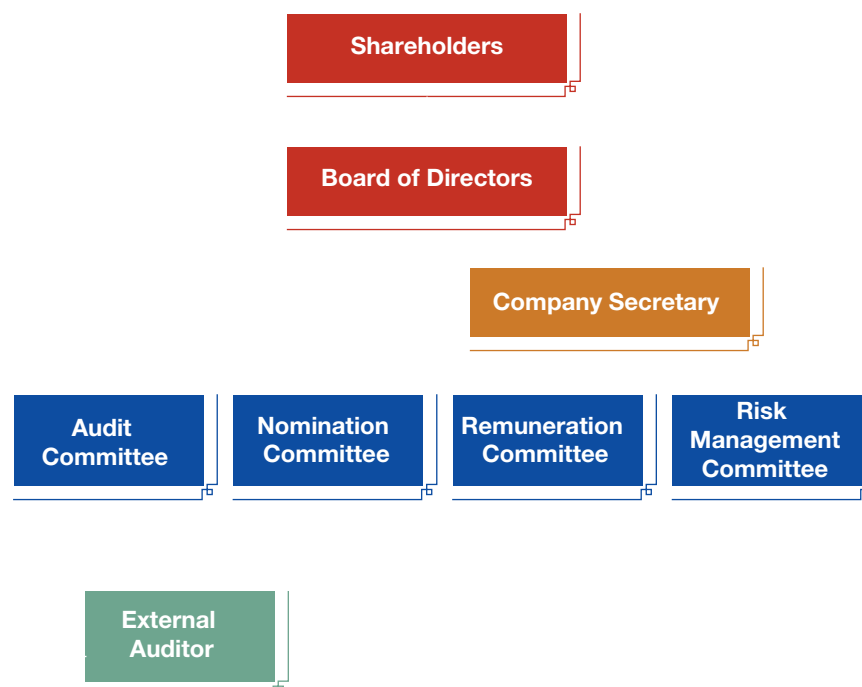 Shareholders
Board of Directors
Company Secretary
Audit
Committee
Nomination
Committee
Remuneration
Committee
Risk
Management
Committee
External
Auditor